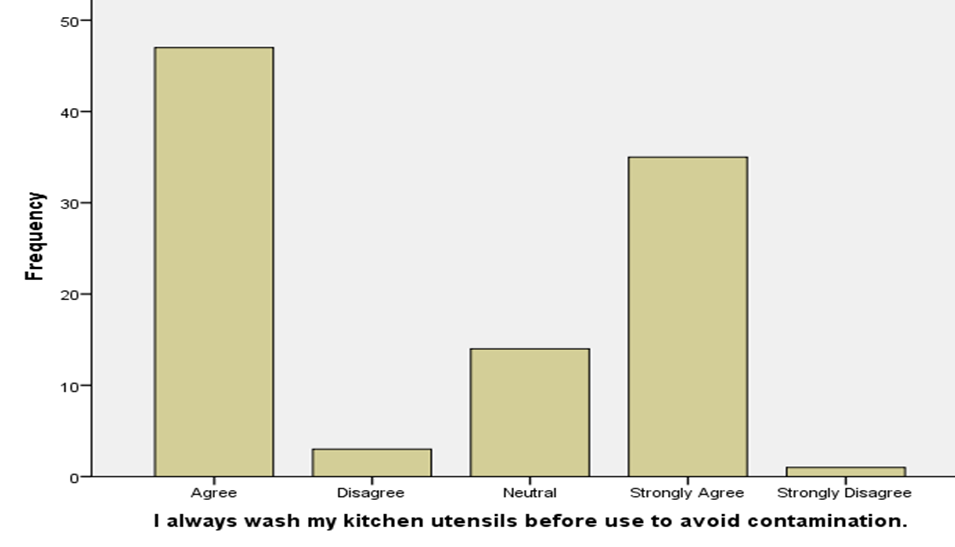 50
40
30
20
10
0
Frequency
Agree
Disagree
Neutral
Strongly Agree
Strongly Disagree
I always wash my kitchen utensils before use to avoid contamination.